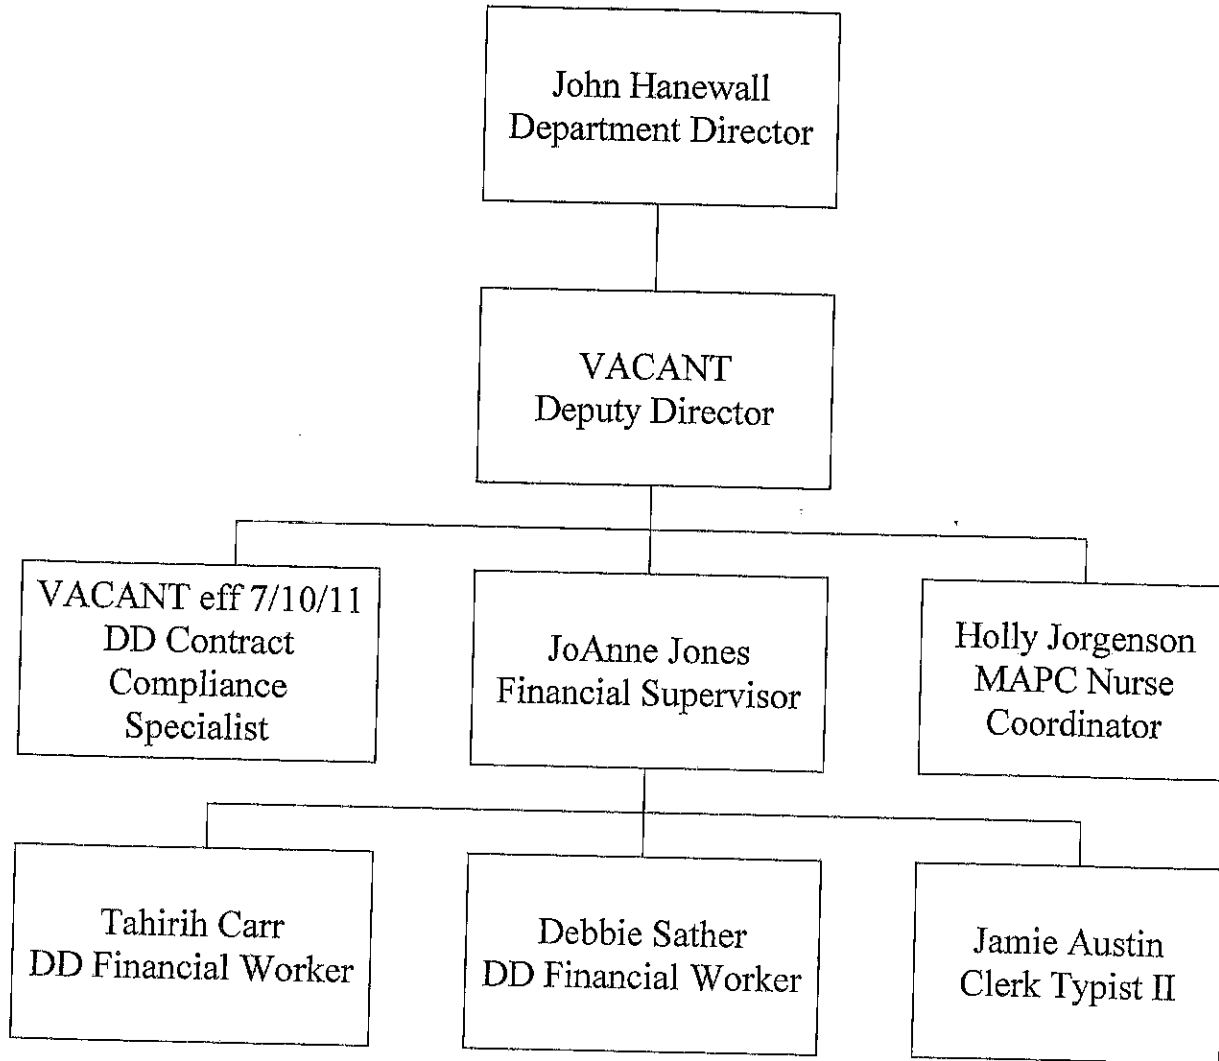 John Hanewall
Department Director
VACANT
Deputy Director
VACANT eff 7/10/11
DD Contract
Compliance
Specialist
JoAnne Jones
Financial Supervisor
Holly Jorgenson
MAPC Nurse
Coordinator
Tahirih Carr
DD Financial Worker
Debbie Sather
DD Financial Worker
Jamie Austin
Clerk Typist II